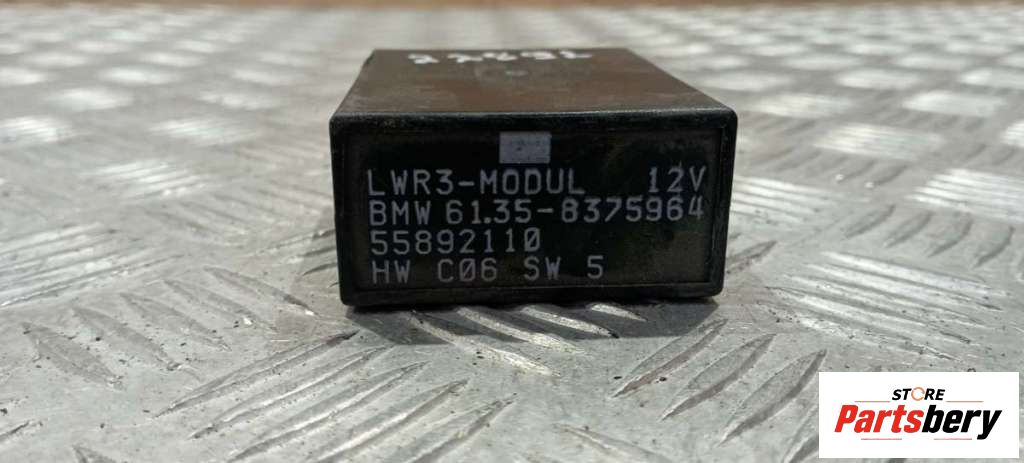 LWR3-MODUL 12V
BMW 61.35-8375964
55892110
HW C06 SW 5
STORE
Partsbery